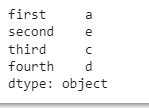 first     a
second    e
third     c
fourth    d
dtype: object